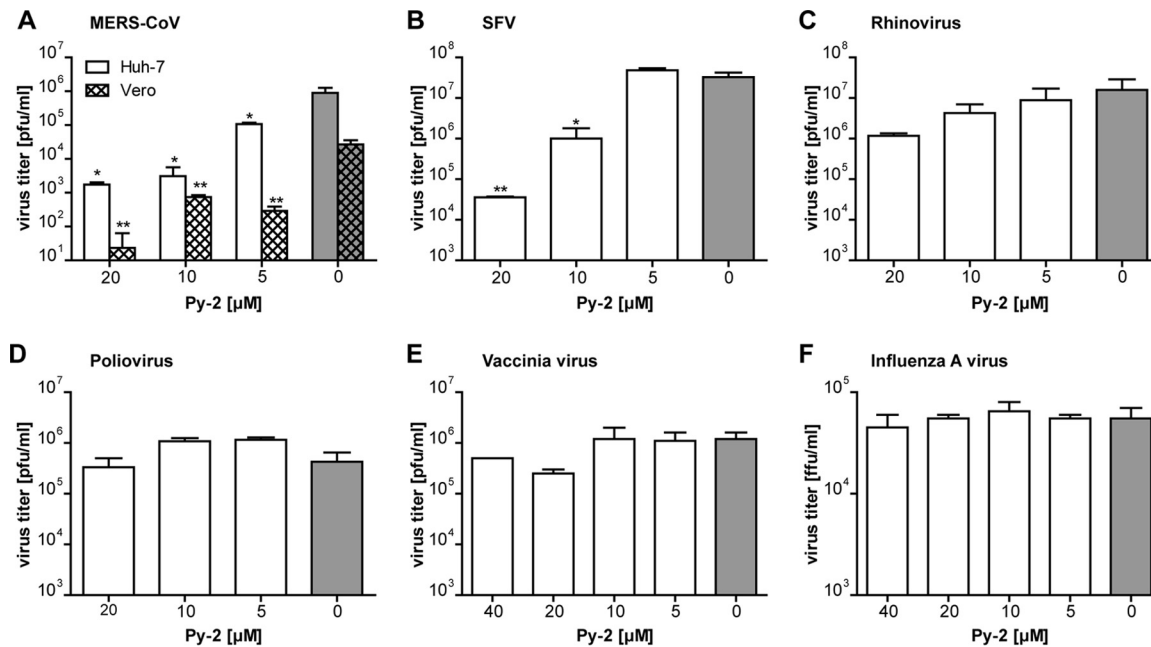 A MERS-CoV
virus titer [pfu/ml]
10^7
10^6
10^5
10^4
10^3
10^2
10^1
Huh-7
Vero
* ** * ** * **
20 10 5 0
Py-2 [µM]
B SFV
virus titer [pfu/ml]
10^8
10^7
10^6
10^5
10^4
10^3
** *
20 10 5 0
Py-2 [µM]
C Rhinovirus
virus titer [pfu/ml]
10^8
10^7
10^6
10^5
10^4
10^3
20 10 5 0
Py-2 [µM]
D Poliovirus
virus titer [pfu/ml]
10^7
10^6
10^5
10^4
10^3
20 10 5 0
Py-2 [µM]
E Vaccinia virus
virus titer [pfu/ml]
10^7
10^6
10^5
10^4
10^3
40 20 10 5 0
Py-2 [µM]
F Influenza A virus
virus titer [ffu/ml]
10^5
10^4
10^3
40 20 10 5 0
Py-2 [µM]